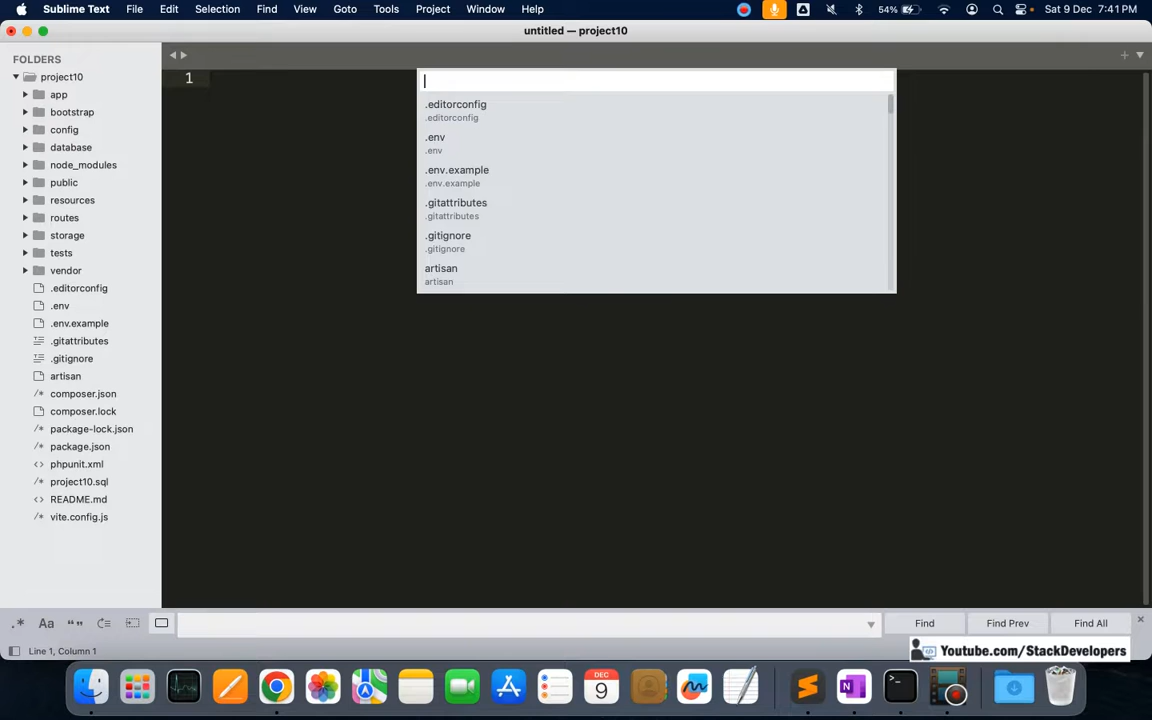 Sublime Text File Edit Selection Find View Goto Tools Project Window Help 54% Sat 9 Dec 7:41 PM
untitled — project10
FOLDERS
project10
app
bootstrap
config
database
node_modules
public
resources
routes
storage
tests
vendor
.editorconfig
.env
.env.example
.gitattributes
.gitignore
artisan
composer.json
composer.lock
package-lock.json
package.json
phpunit.xml
project10.sql
README.md
vite.config.js
1
.editorconfig
.editorconfig
.env
.env
.env.example
.env.example
.gitattributes
.gitattributes
.gitignore
.gitignore
artisan
artisan
.* Aa “” Find Find Prev Find All
Line 1, Column 1
Youtube.com/StackDevelopers
DEC
9